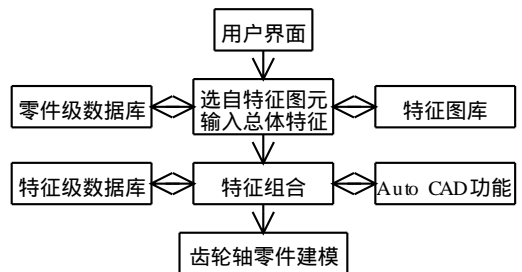 用户界面
零件级数据库
选自特征图元
输入总体特征
特征图库
特征级数据库
特征组合
Auto CAD功能
齿轮轴零件建模